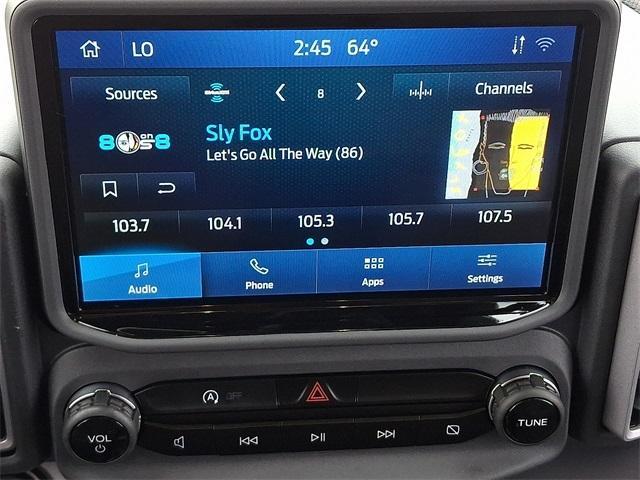 LO 2:45 64°
Sources 8 Channels
80s on 8
Sly Fox
Let's Go All The Way (86)
103.7 104.1 105.3 105.7 107.5
Audio Phone Apps Settings
OFF
VOL TUNE